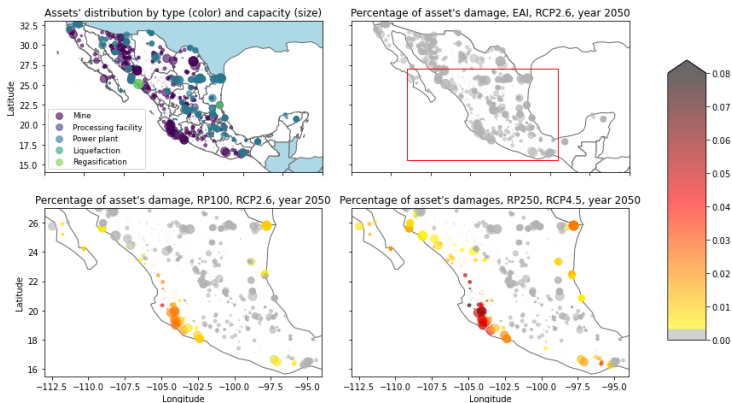 Assets' distribution by type (color) and capacity (size)
Percentage of asset's damage, EAI, RCP2.6, year 2050
32.5
30.0
27.5
25.0
22.5
20.0
17.5
15.0
Latitude
Mine
Processing facility
Power plant
Liquefaction
Regasification
0.08
0.07
0.06
0.05
0.04
0.03
0.02
0.01
0.00
Percentage of asset's damage, RP100, RCP2.6, year 2050
Percentage of asset's damages, RP250, RCP4.5, year 2050
26
24
22
20
18
16
Latitude
−112.5 −110.0 −107.5 −105.0 −102.5 −100.0 −97.5 −95.0
Longitude
−112.5 −110.0 −107.5 −105.0 −102.5 −100.0 −97.5 −95.0
Longitude